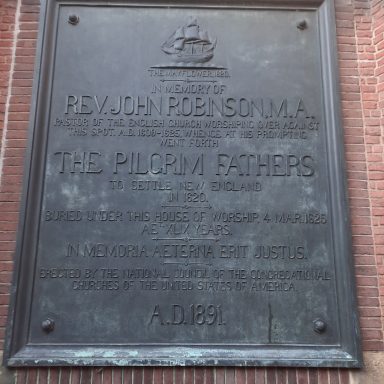 THE MAYFLOWER, 1620.
IN MEMORY OF
REV. JOHN ROBINSON, M.A.
PASTOR OF THE ENGLISH CHURCH WORSHIPING OVER AGAINST
THIS SPOT, A.D. 1609-1625, WHENCE AT HIS PROMPTING
WENT FORTH
THE PILGRIM FATHERS
TO SETTLE NEW ENGLAND
IN 1620.
BURIED UNDER THIS HOUSE OF WORSHIP, 4 MAR. 1625
AET XLIX YEARS.
IN MEMORIA AETERNA ERIT JUSTUS.
ERECTED BY THE NATIONAL COUNCIL OF THE CONGREGATIONAL
CHURCHES OF THE UNITED STATES OF AMERICA
A.D. 1891.